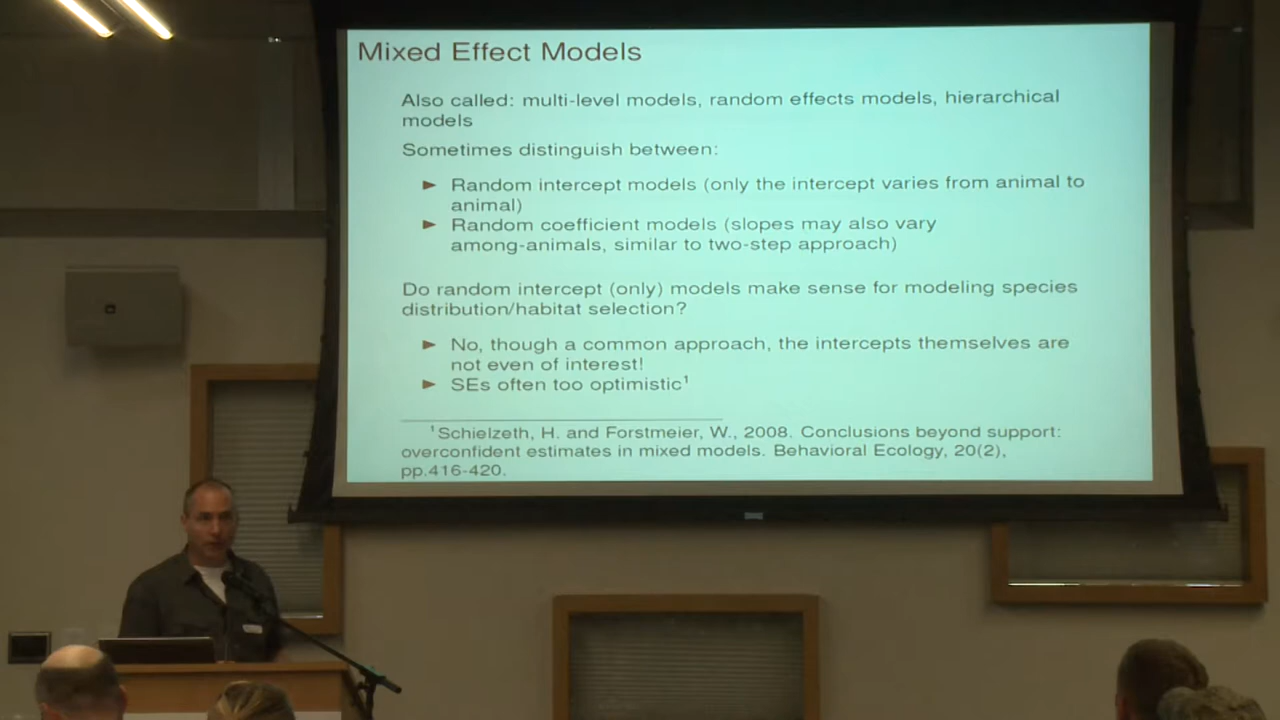 Mixed Effect Models
Also called: multi-level models, random effects models, hierarchical
models
Sometimes distinguish between:
► Random intercept models (only the intercept varies from animal to
animal)
► Random coefficient models (slopes may also vary
among-animals, similar to two-step approach)
Do random intercept (only) models make sense for modeling species
distribution/habitat selection?
► No, though a common approach, the intercepts themselves are
not even of interest!
► SEs often too optimistic¹
¹Schielzeth, H. and Forstmeier, W., 2008. Conclusions beyond support:
overconfident estimates in mixed models. Behavioral Ecology, 20(2),
pp.416-420.